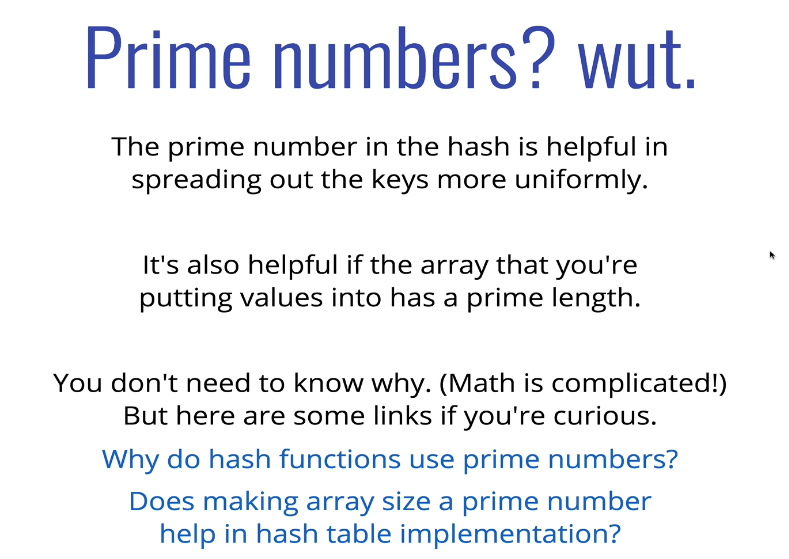 Prime numbers? wut.
The prime number in the hash is helpful in
spreading out the keys more uniformly.
It's also helpful if the array that you're
putting values into has a prime length.
You don't need to know why. (Math is complicated!)
But here are some links if you're curious.
Why do hash functions use prime numbers?
Does making array size a prime number
help in hash table implementation?